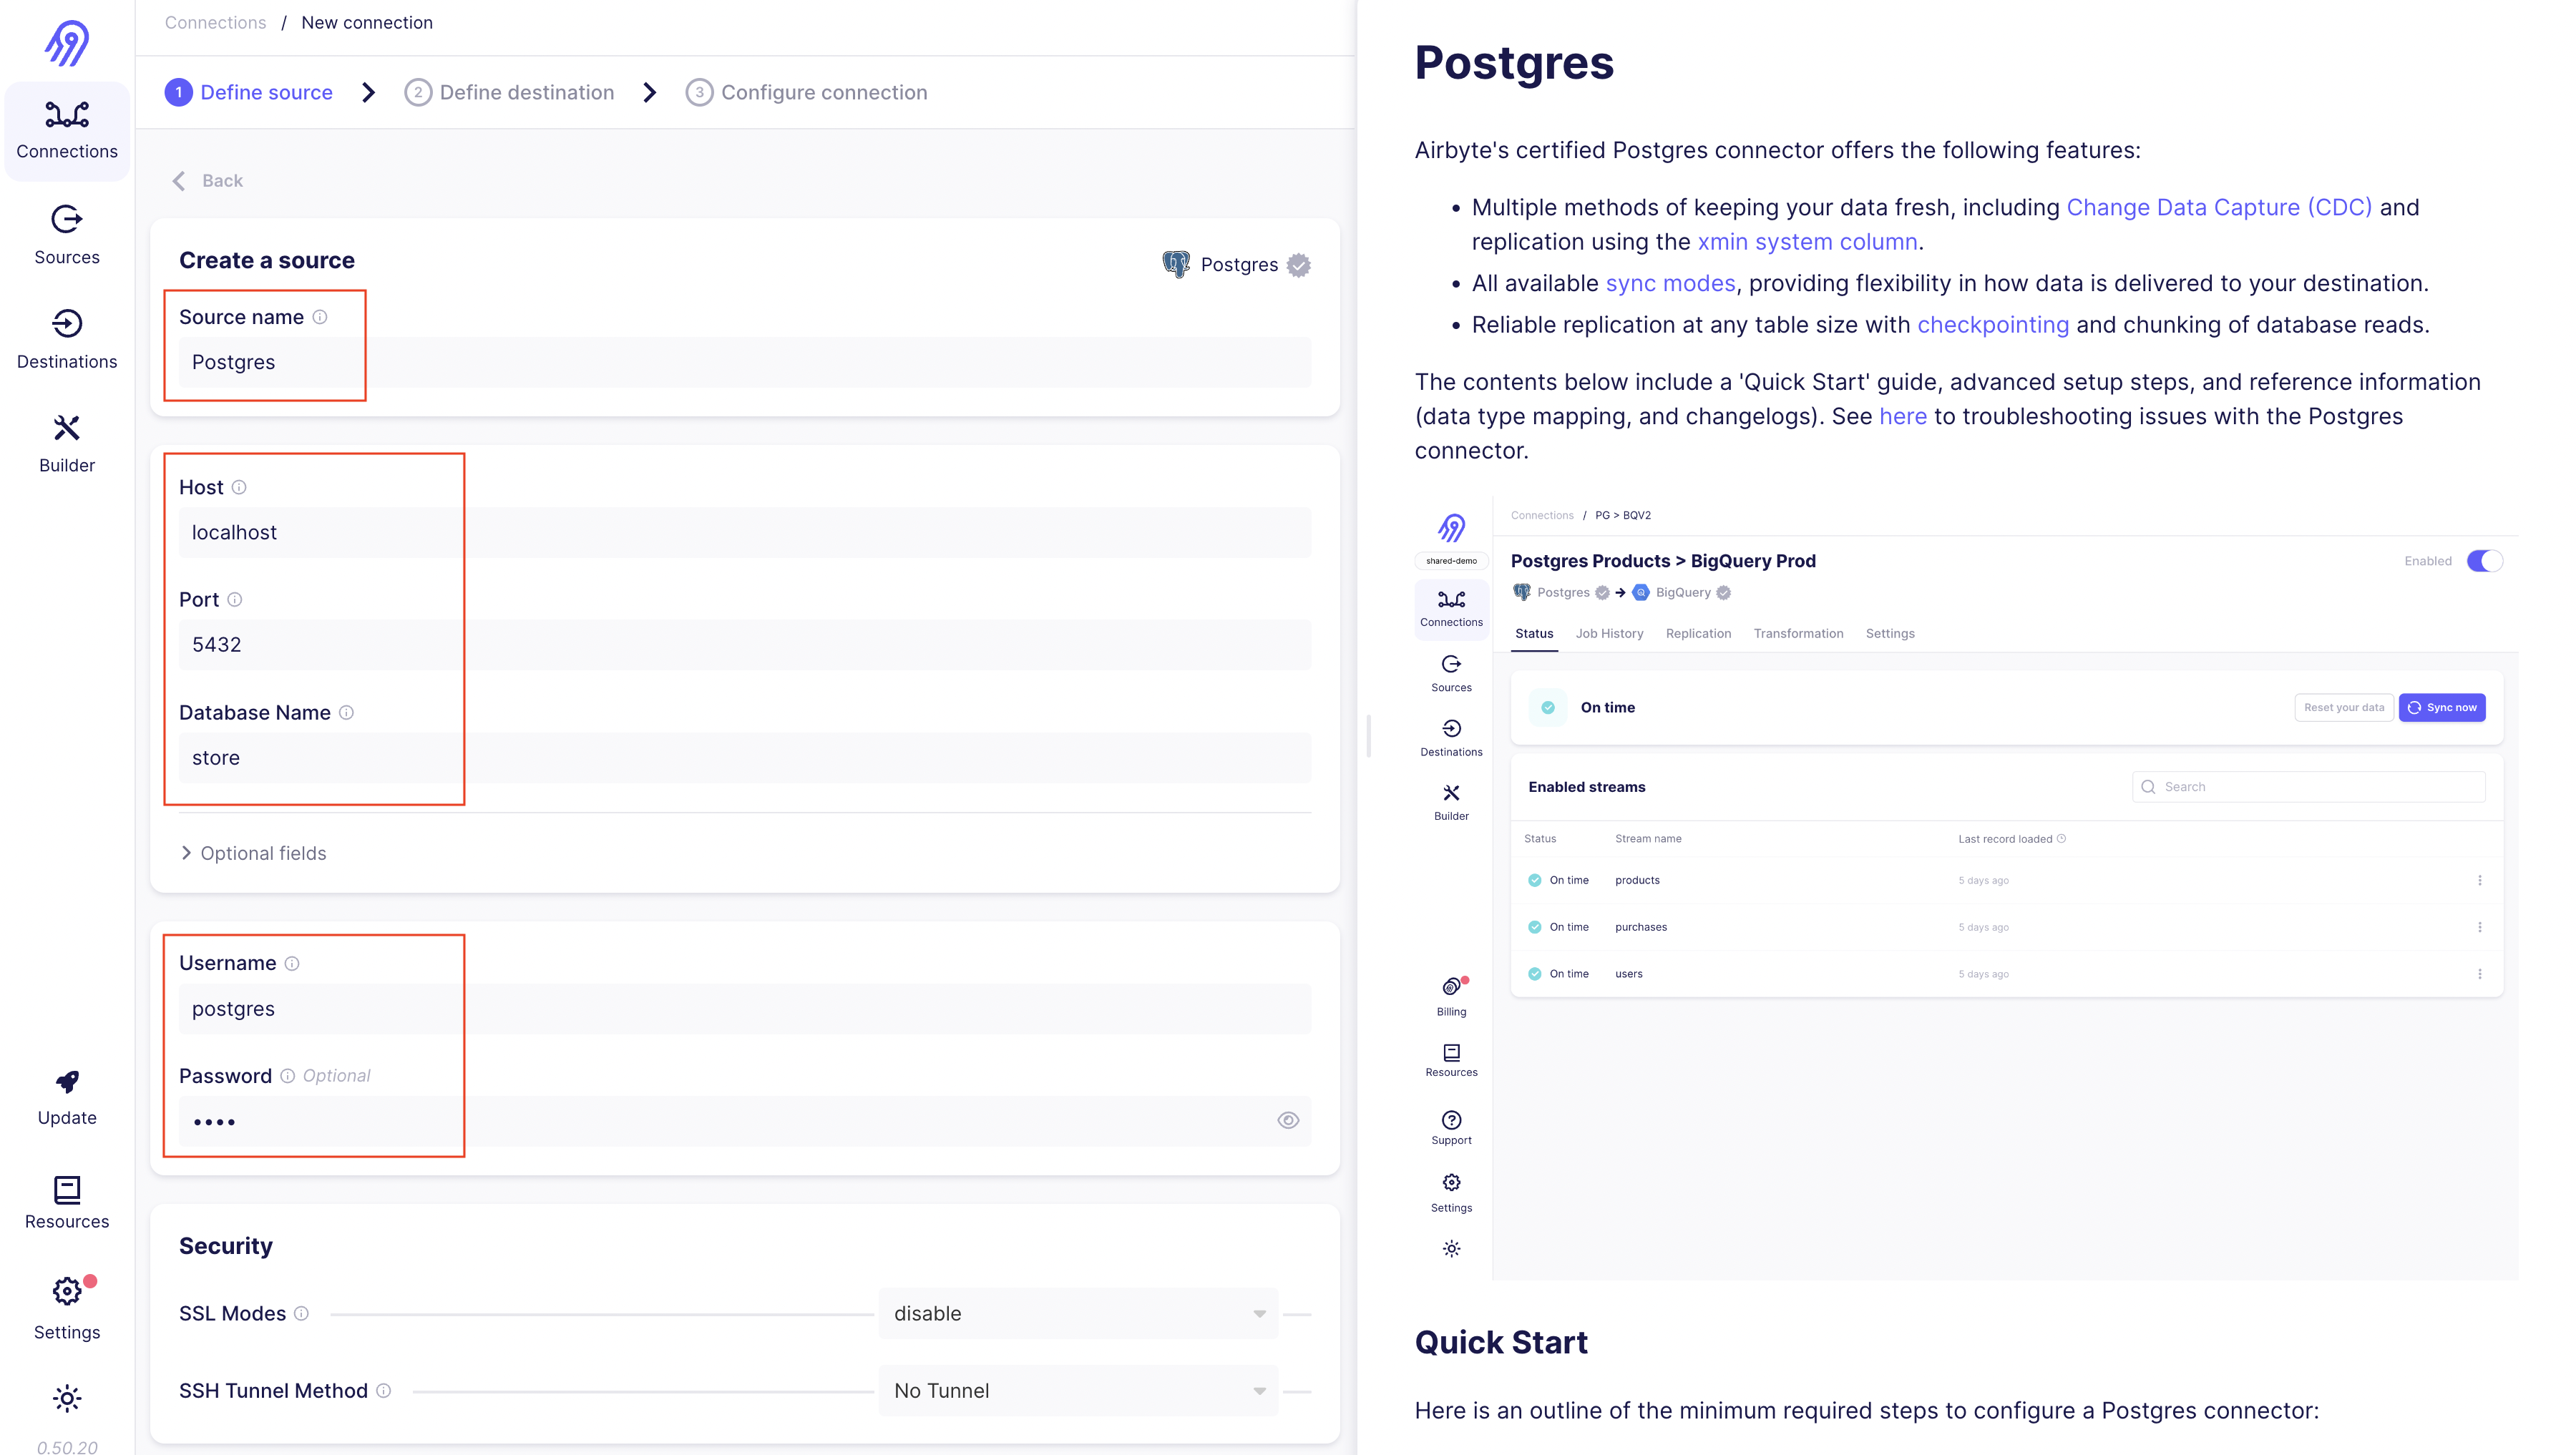 Connections / New connection
1 Define source 2 Define destination 3 Configure connection
Connections
Sources
Destinations
Builder
Update
Resources
Settings
0.50.20
Back
Create a source
Postgres
Source name
Postgres
Host
localhost
Port
5432
Database Name
store
Optional fields
Username
postgres
Password Optional
••••
Security
SSL Modes disable
SSH Tunnel Method No Tunnel
Postgres
Airbyte's certified Postgres connector offers the following features:
• Multiple methods of keeping your data fresh, including Change Data Capture (CDC) and
replication using the xmin system column.
• All available sync modes, providing flexibility in how data is delivered to your destination.
• Reliable replication at any table size with checkpointing and chunking of database reads.
The contents below include a 'Quick Start' guide, advanced setup steps, and reference information
(data type mapping, and changelogs). See here to troubleshooting issues with the Postgres
connector.
shared-demo
Connections
Sources
Destinations
Builder
Billing
Resources
Support
Settings
Connections / PG > BQV2
Postgres Products > BigQuery Prod
Enabled
Postgres BigQuery
Status Job History Replication Transformation Settings
On time
Reset your data Sync now
Enabled streams
Search
Status Stream name Last record loaded
On time products 5 days ago
On time purchases 5 days ago
On time users 5 days ago
Quick Start
Here is an outline of the minimum required steps to configure a Postgres connector: